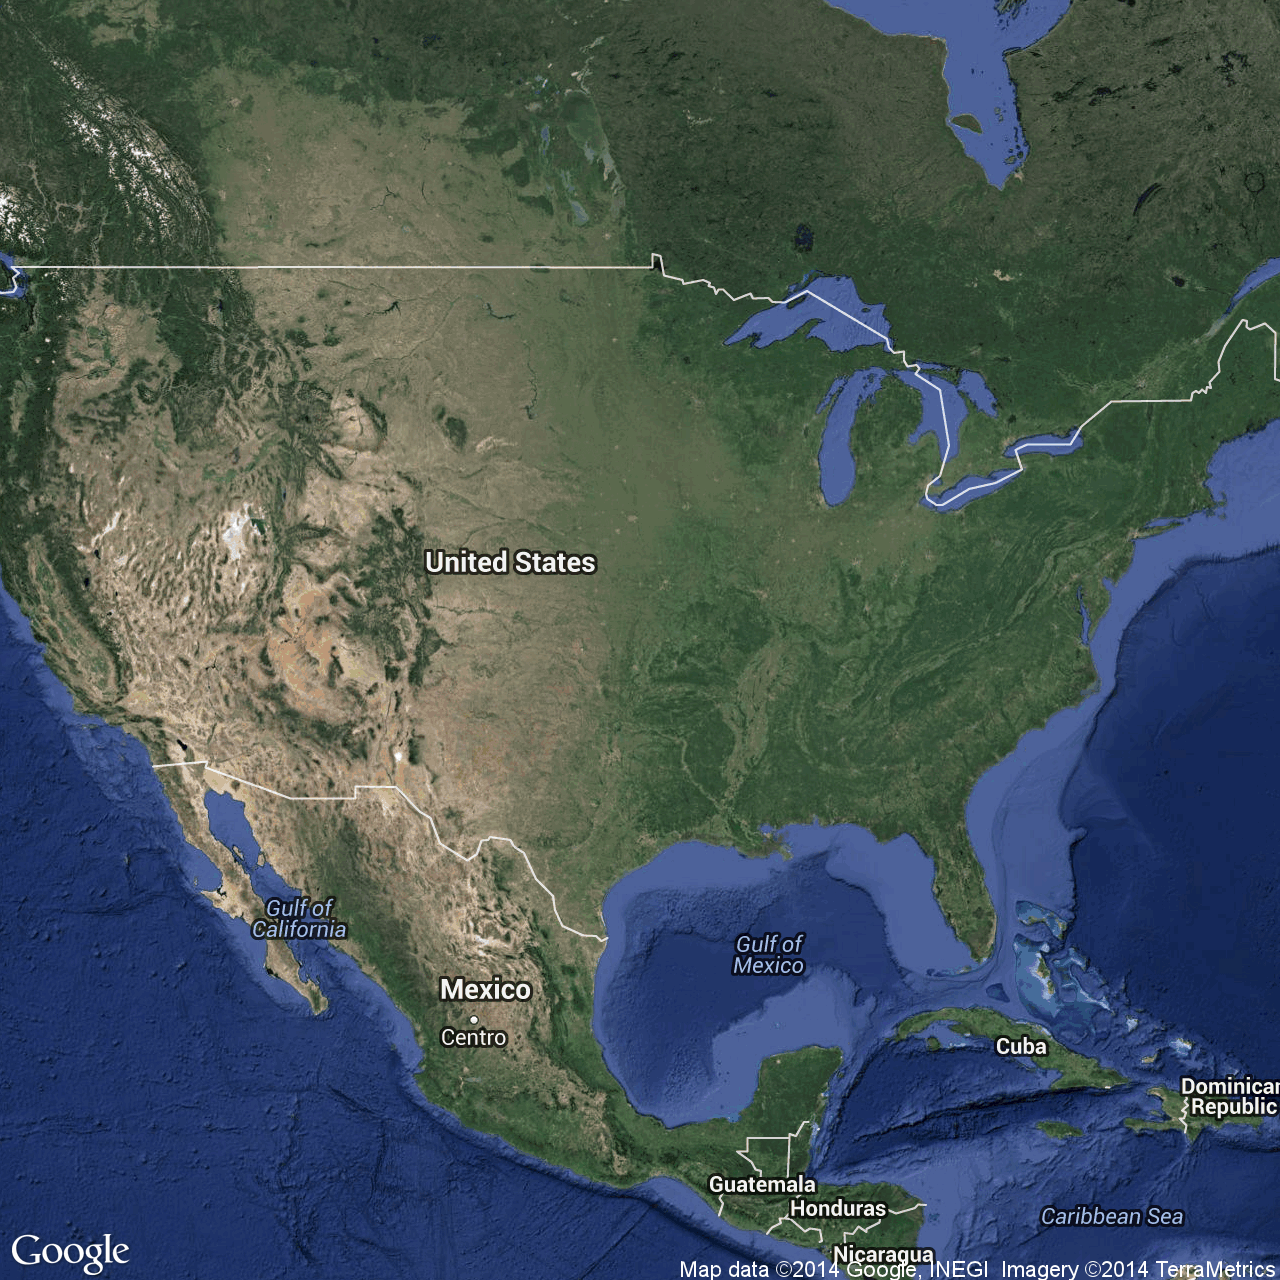 United States
Gulf of
California
Gulf of
Mexico
Mexico
Centro
Cuba
Dominican
Republic
Guatemala
Honduras
Caribbean Sea
Nicaragua
Google
Map data ©2014 Google, INEGI Imagery ©2014 TerraMetrics